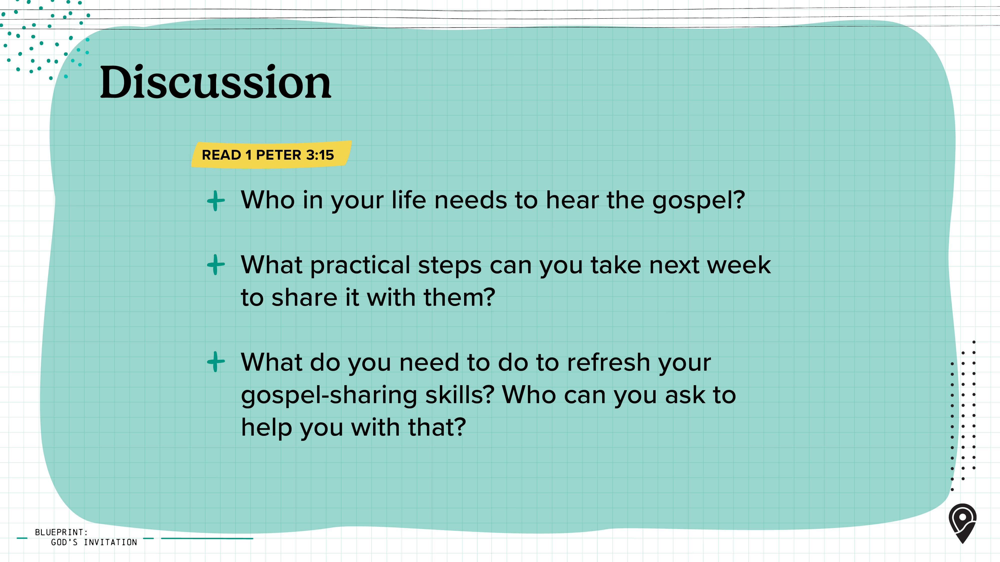 Discussion
READ 1 PETER 3:15
Who in your life needs to hear the gospel?
What practical steps can you take next week
to share it with them?
What do you need to do to refresh your
gospel-sharing skills? Who can you ask to
help you with that?
BLUEPRINT:
GOD'S INVITATION